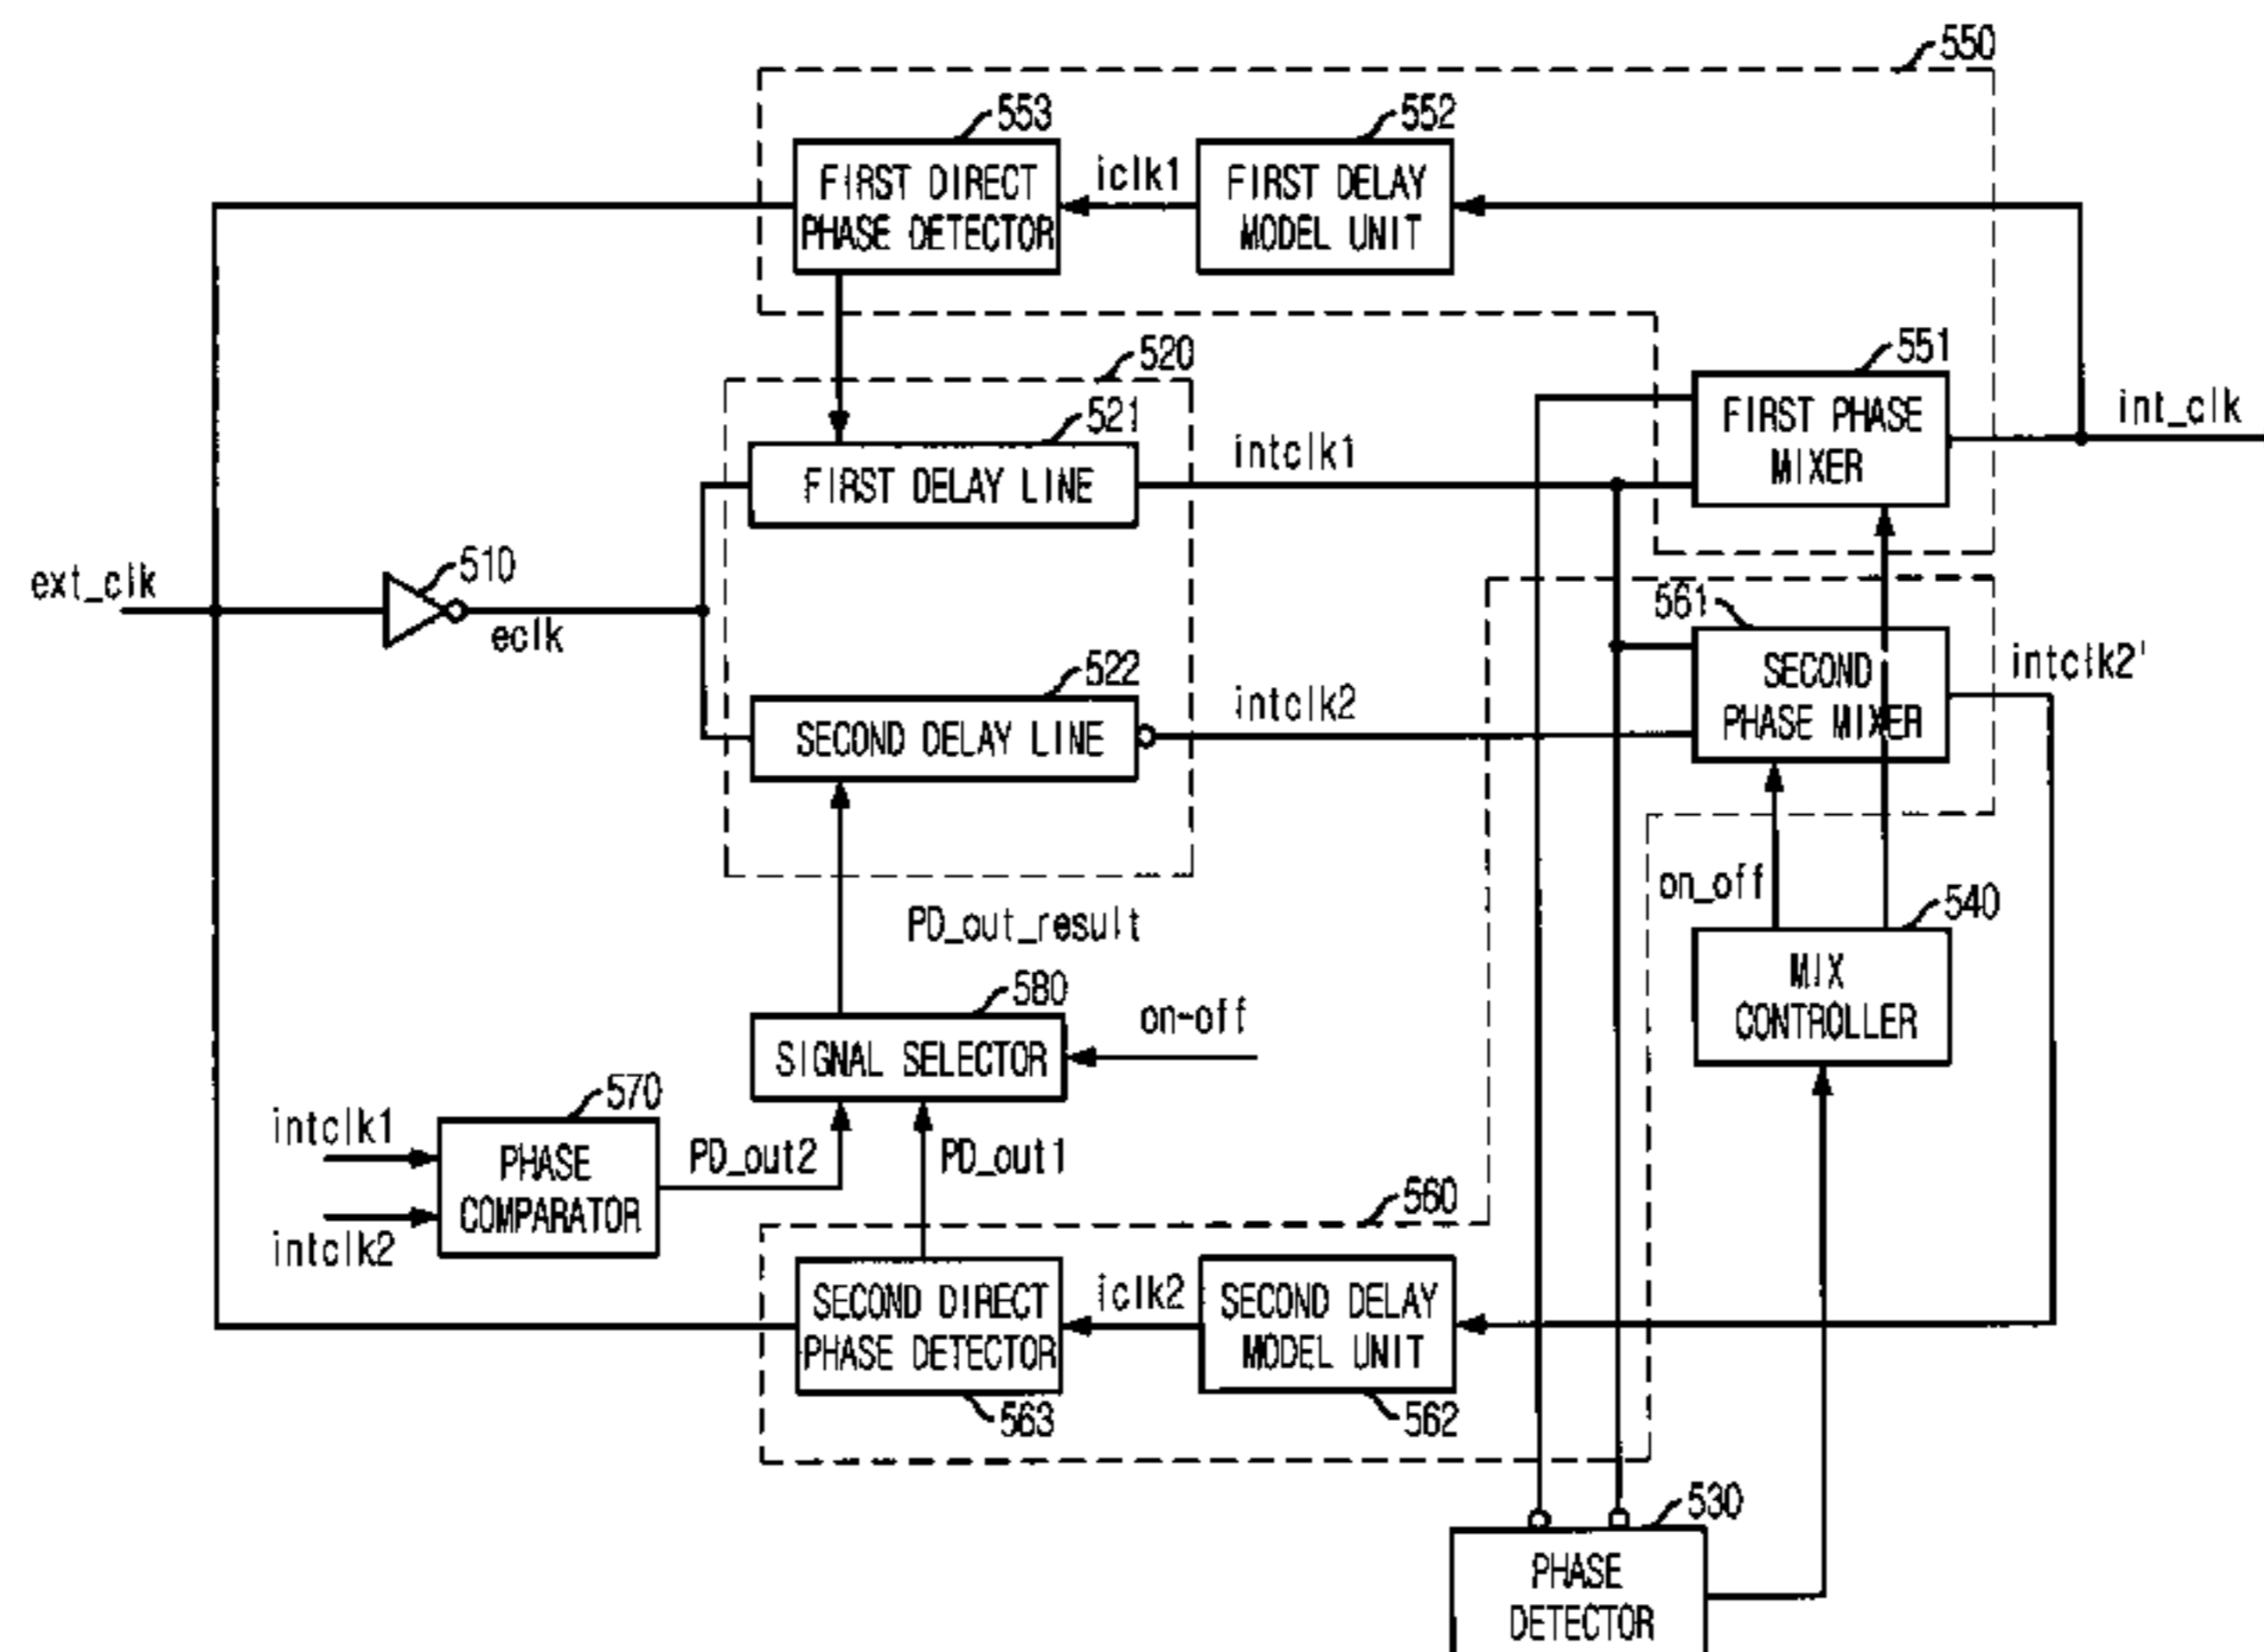 550
553
552
FIRST DIRECT
PHASE DETECTOR
iclk1
FIRST DELAY
MODEL UNIT
520
551
521
FIRST PHASE
MIXER
int_clk
FIRST DELAY LINE
intclk1
ext_clk
510
eclk
561
522
SECOND
PHASE MIXER
intclk2'
SECOND DELAY LINE
intclk2
on_off
540
PD_out_result
MIX
CONTROLLER
580
SIGNAL SELECTOR
on-off
570
intclk1
intclk2
PHASE
COMPARATOR
PD_out2
PD_out1
560
SECOND DIRECT
PHASE DETECTOR
iclk2
SECOND DELAY
MODEL UNIT
563
562
530
PHASE
DETECTOR